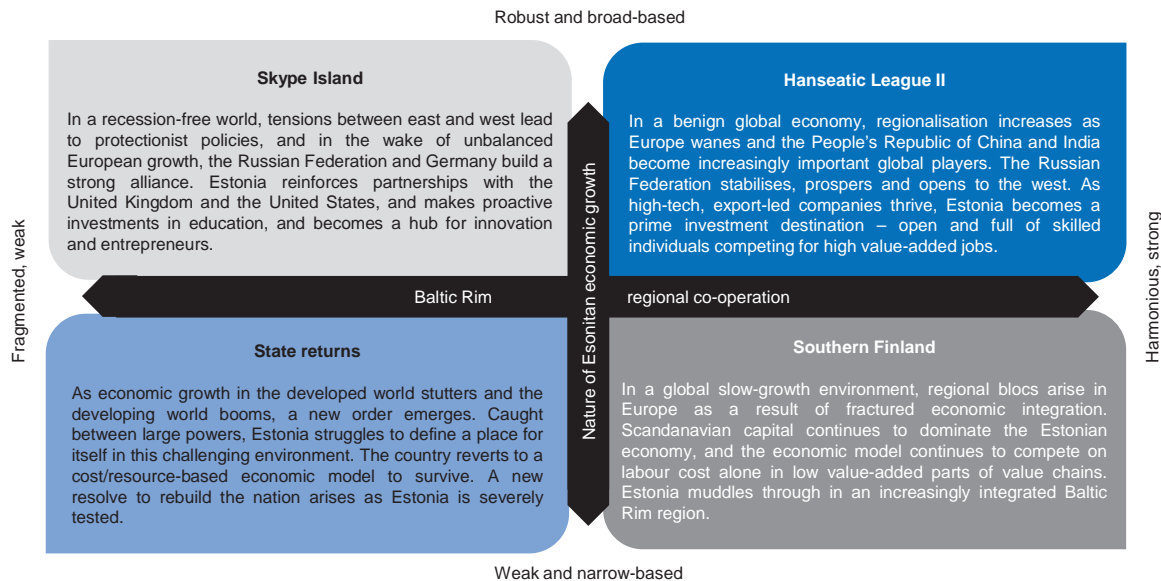 Robust and broad-based
Skype Island
In a recession-free world, tensions between east and west lead
to protectionist policies, and in the wake of unbalanced
European growth, the Russian Federation and Germany build a
strong alliance. Estonia reinforces partnerships with the
United Kingdom and the United States, and makes proactive
investments in education, and becomes a hub for innovation
and entrepreneurs.
Hanseatic League II
In a benign global economy, regionalisation increases as
Europe wanes and the People's Republic of China and India
become increasingly important global players. The Russian
Federation stabilises, prospers and opens to the west. As
high-tech, export-led companies thrive, Estonia becomes a
prime investment destination – open and full of skilled
individuals competing for high value-added jobs.
Fragmented, weak
Baltic Rim
Nature of Esonitan economic growth
regional co-operation
Harmonious, strong
State returns
As economic growth in the developed world stutters and the
developing world booms, a new order emerges. Caught
between large powers, Estonia struggles to define a place for
itself in this challenging environment. The country reverts to a
cost/resource-based economic model to survive. A new
resolve to rebuild the nation arises as Estonia is severely
tested.
Southern Finland
In a global slow-growth environment, regional blocs arise in
Europe as a result of fractured economic integration.
Scandanavian capital continues to dominate the Estonian
economy, and the economic model continues to compete on
labour cost alone in low value-added parts of value chains.
Estonia muddles through in an increasingly integrated Baltic
Rim region.
Weak and narrow-based